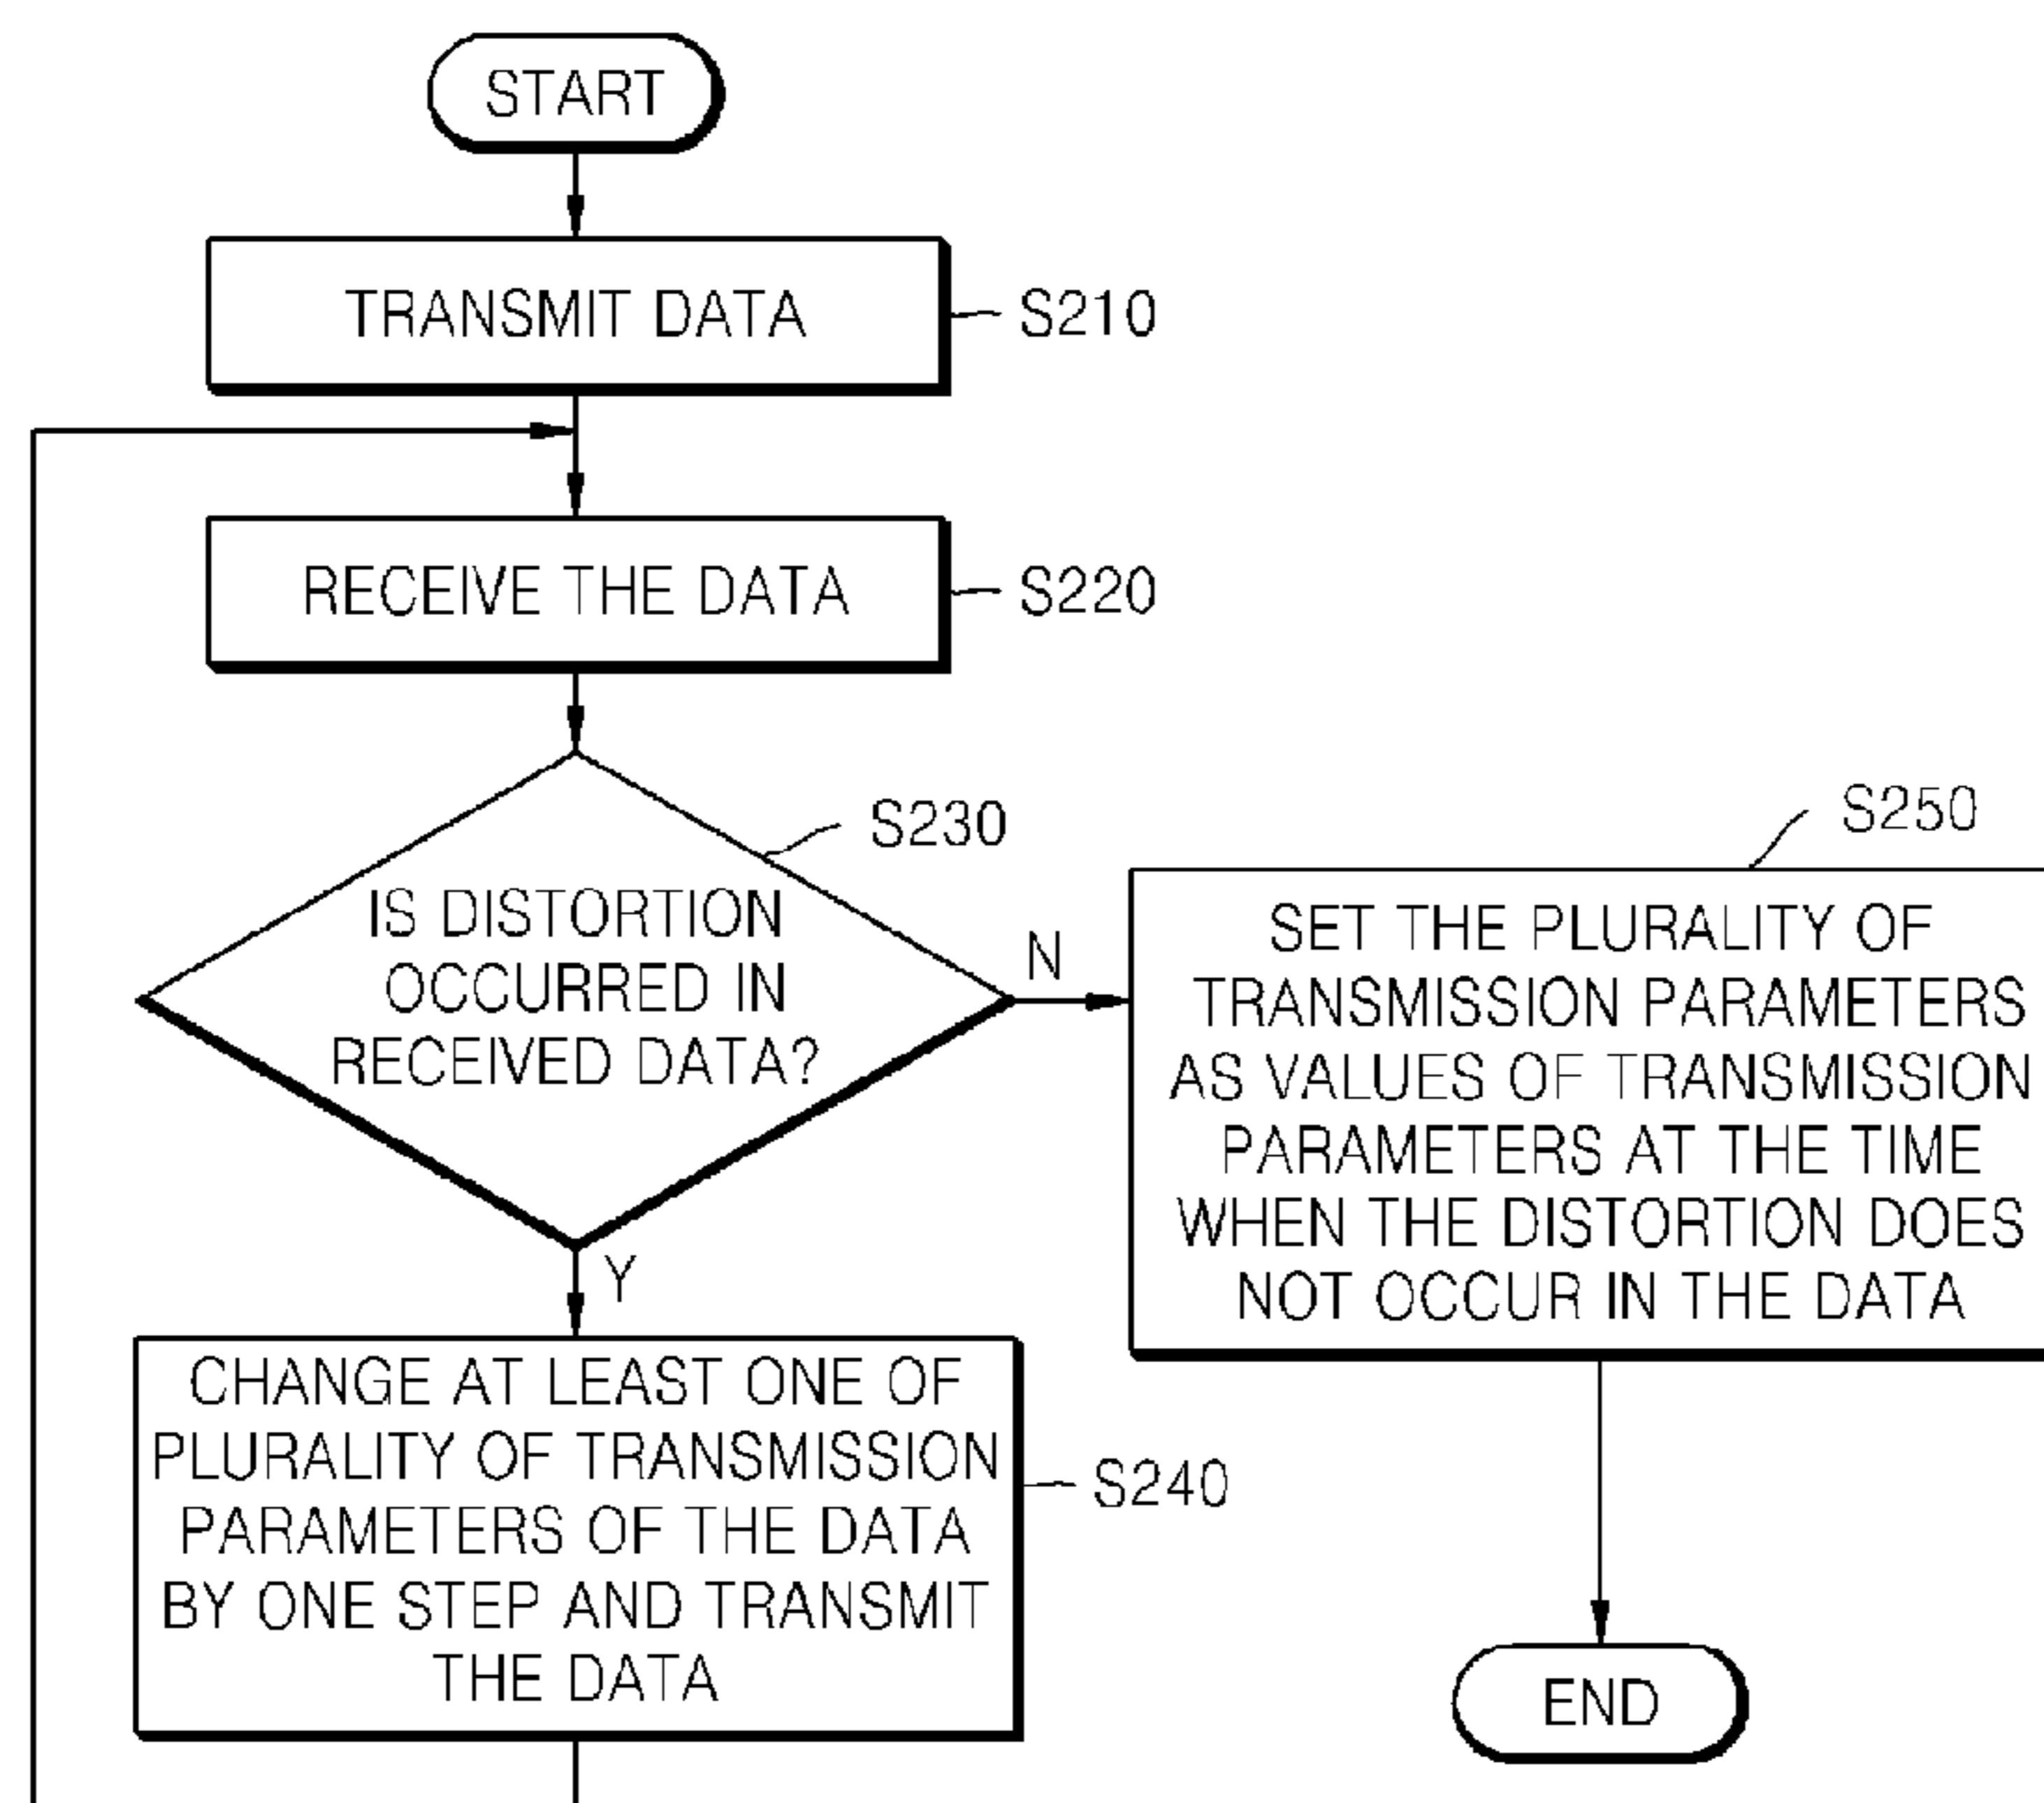 START
TRANSMIT DATA
S210
RECEIVE THE DATA
S220
S230
IS DISTORTION
OCCURRED IN
RECEIVED DATA?
N
Y
S250
SET THE PLURALITY OF
TRANSMISSION PARAMETERS
AS VALUES OF TRANSMISSION
PARAMETERS AT THE TIME
WHEN THE DISTORTION DOES
NOT OCCUR IN THE DATA
CHANGE AT LEAST ONE OF
PLURALITY OF TRANSMISSION
PARAMETERS OF THE DATA
BY ONE STEP AND TRANSMIT
THE DATA
S240
END